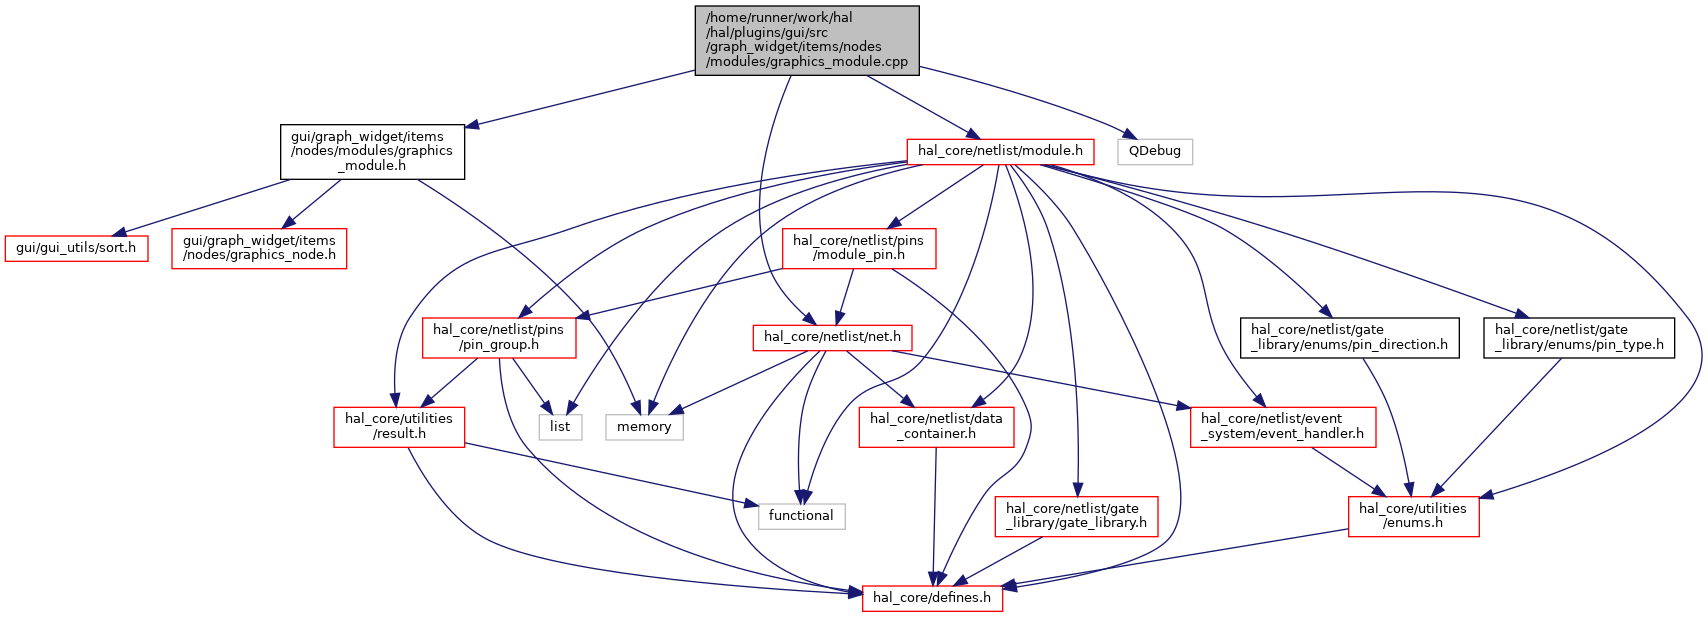 /home/runner/work/hal
/hal/plugins/gui/src
/graph_widget/items/nodes
/modules/graphics_module.cpp
gui/graph_widget/items
/nodes/modules/graphics
_module.h
hal_core/netlist/module.h
QDebug
gui/gui_utils/sort.h
gui/graph_widget/items
/nodes/graphics_node.h
hal_core/netlist/pins
/module_pin.h
hal_core/netlist/pins
/pin_group.h
hal_core/netlist/net.h
hal_core/netlist/gate
_library/enums/pin_direction.h
hal_core/netlist/gate
_library/enums/pin_type.h
hal_core/utilities
/result.h
list
memory
hal_core/netlist/data
_container.h
hal_core/netlist/event
_system/event_handler.h
functional
hal_core/netlist/gate
_library/gate_library.h
hal_core/utilities
/enums.h
hal_core/defines.h